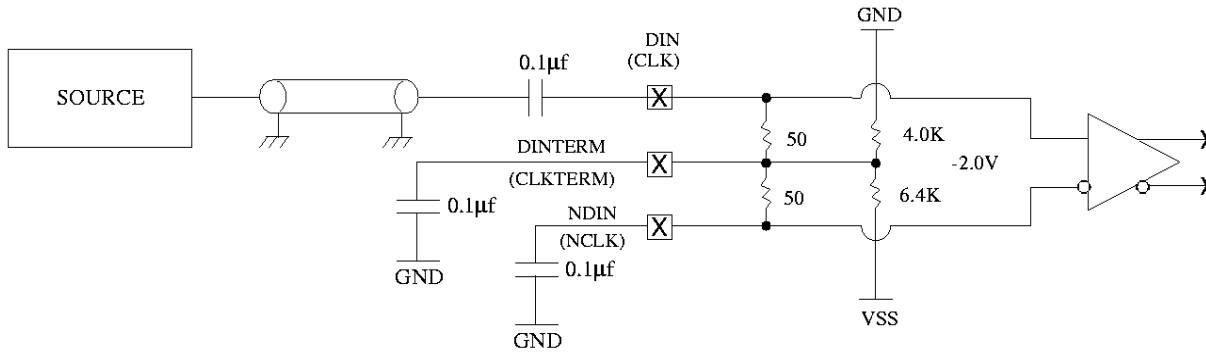 GND
DIN
(CLK)
0.1µf
SOURCE
X
50
4.0K
DINTERM
X
-2.0V
(CLKTERM)
0.1µf
50
6.4K
NDIN
X
(NCLK)
GND
0.1µf
VSS
GND